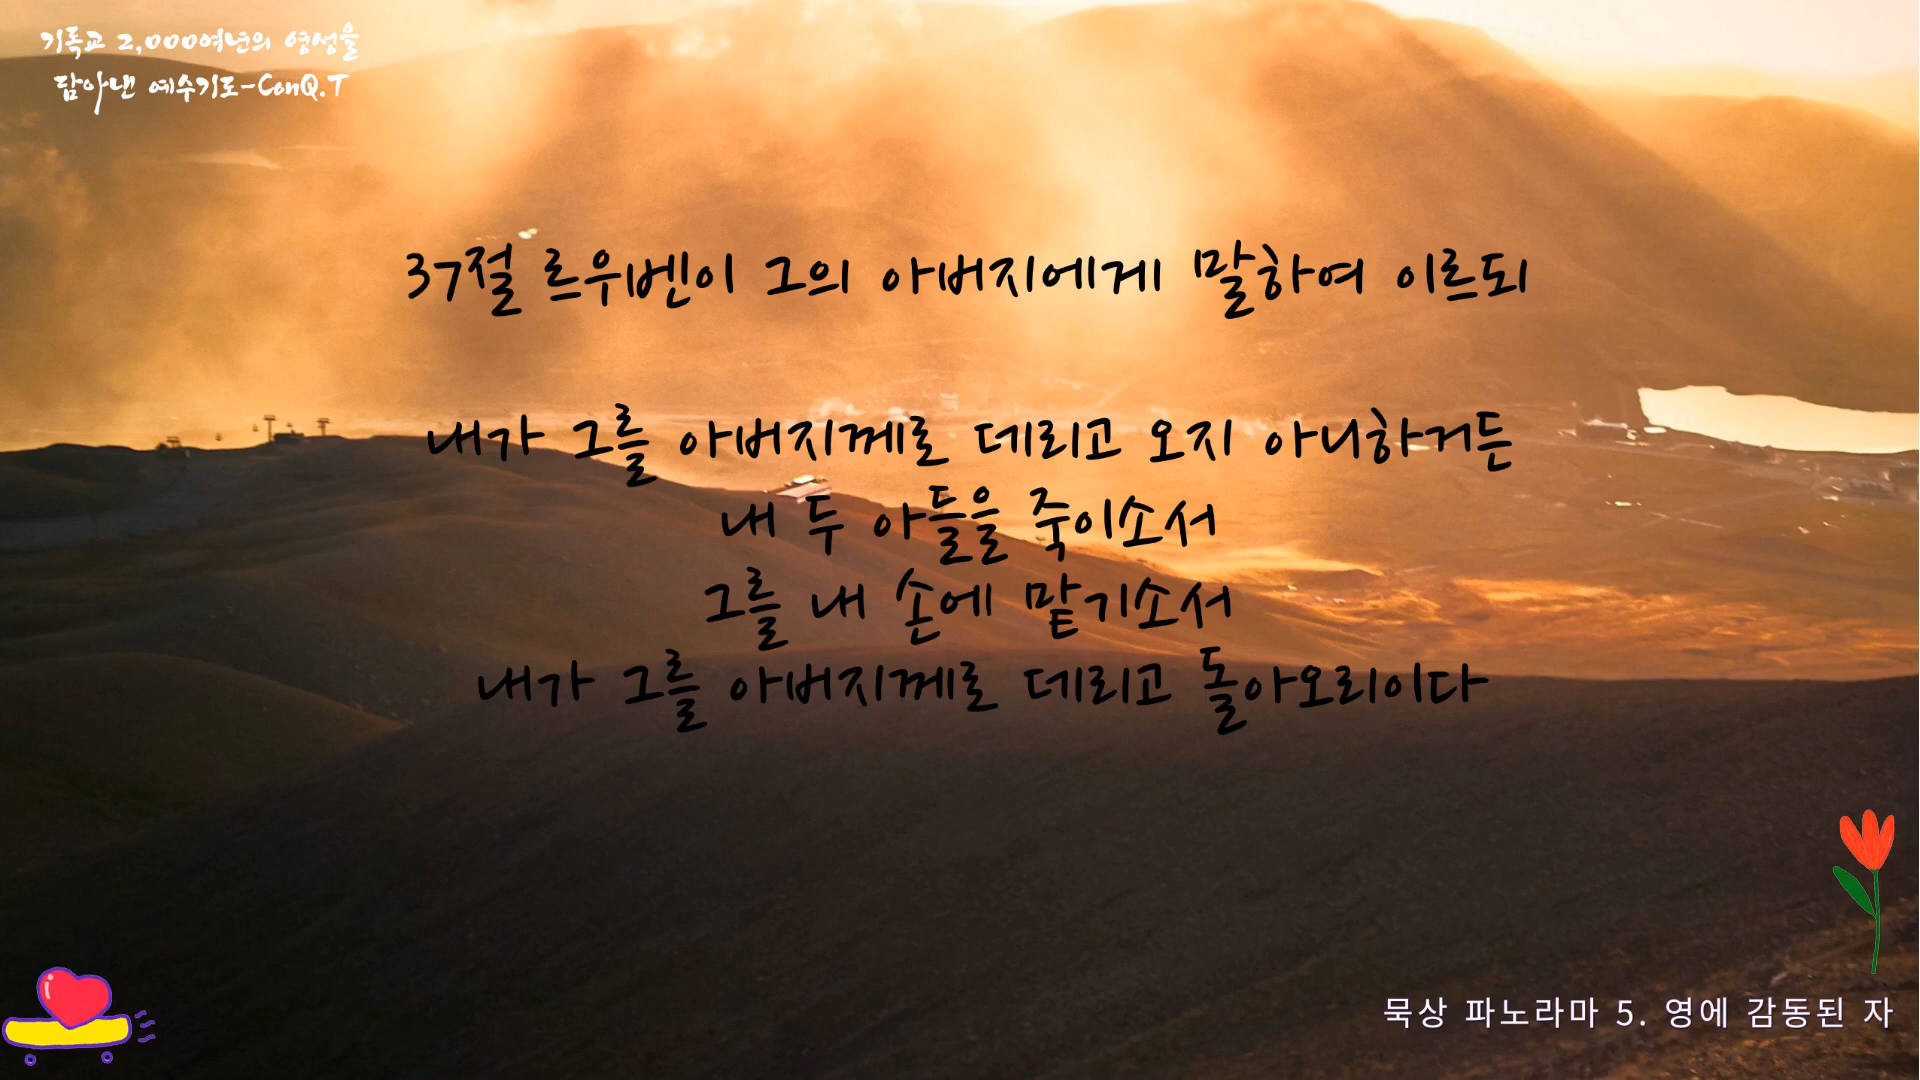 기독교 2,000여년의 영성을
담아낸 예수기도-ConQ.T
37절 르우벤이 그의 아버지에게 말하여 이르되
내가 그를 아버지께로 데리고 오지 아니하거든
내 두 아들을 죽이소서
그를 내 손에 맡기소서
내가 그를 아버지께로 데리고 돌아오리이다
묵상 파노라마 5. 영에 감동된 자